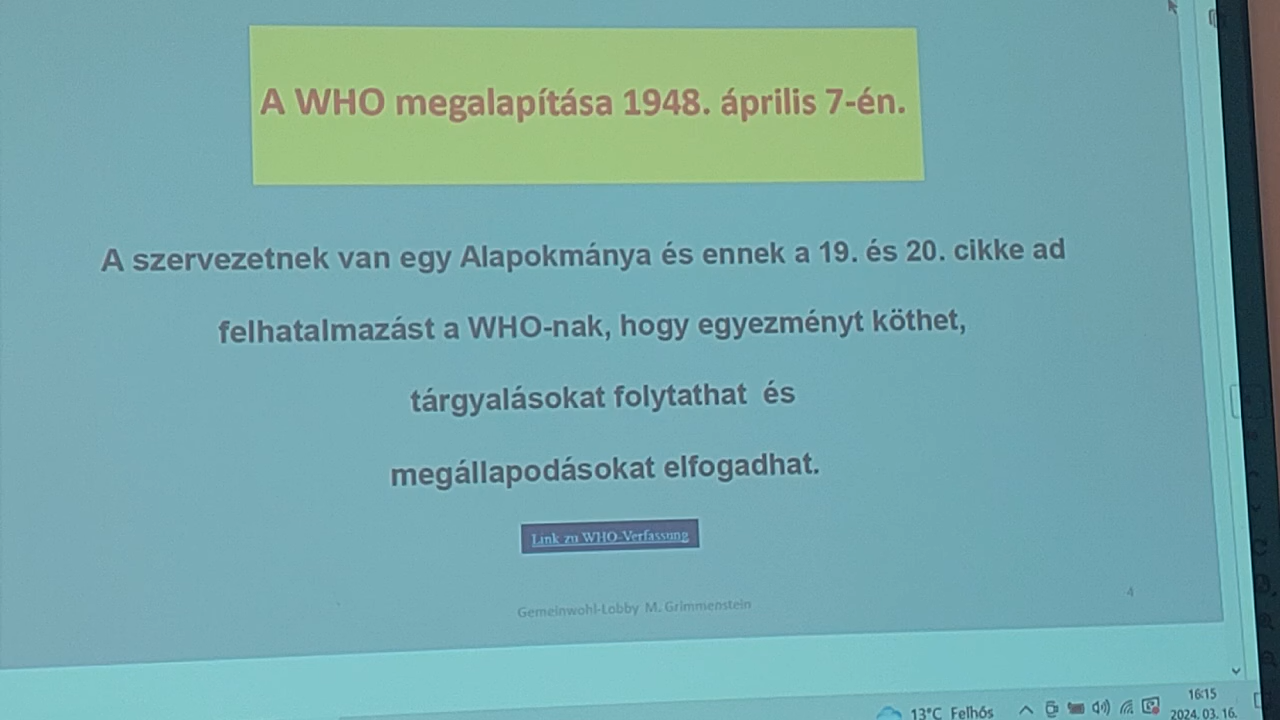 A WHO megalapítása 1948. április 7-én.
A szervezetnek van egy Alapokmánya és ennek a 19. és 20. cikke ad
felhatalmazást a WHO-nak, hogy egyezményt köthet,
tárgyalásokat folytathat és
megállapodásokat elfogadhat.
Link zu WHO-Verfassung
Gemeinwohl-Lobby M. Grimmenstein
4
13°C Felhős
16:15
2024. 03. 16.